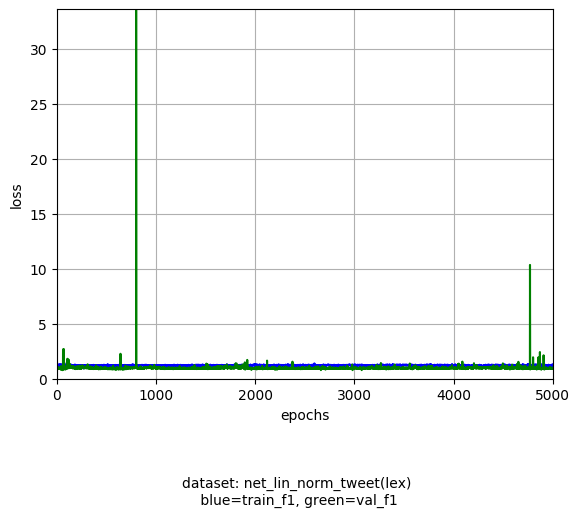 30
25
20
15
10
5
0
loss
0 1000 2000 3000 4000 5000
epochs
dataset: net_lin_norm_tweet(lex)
blue=train_f1, green=val_f1